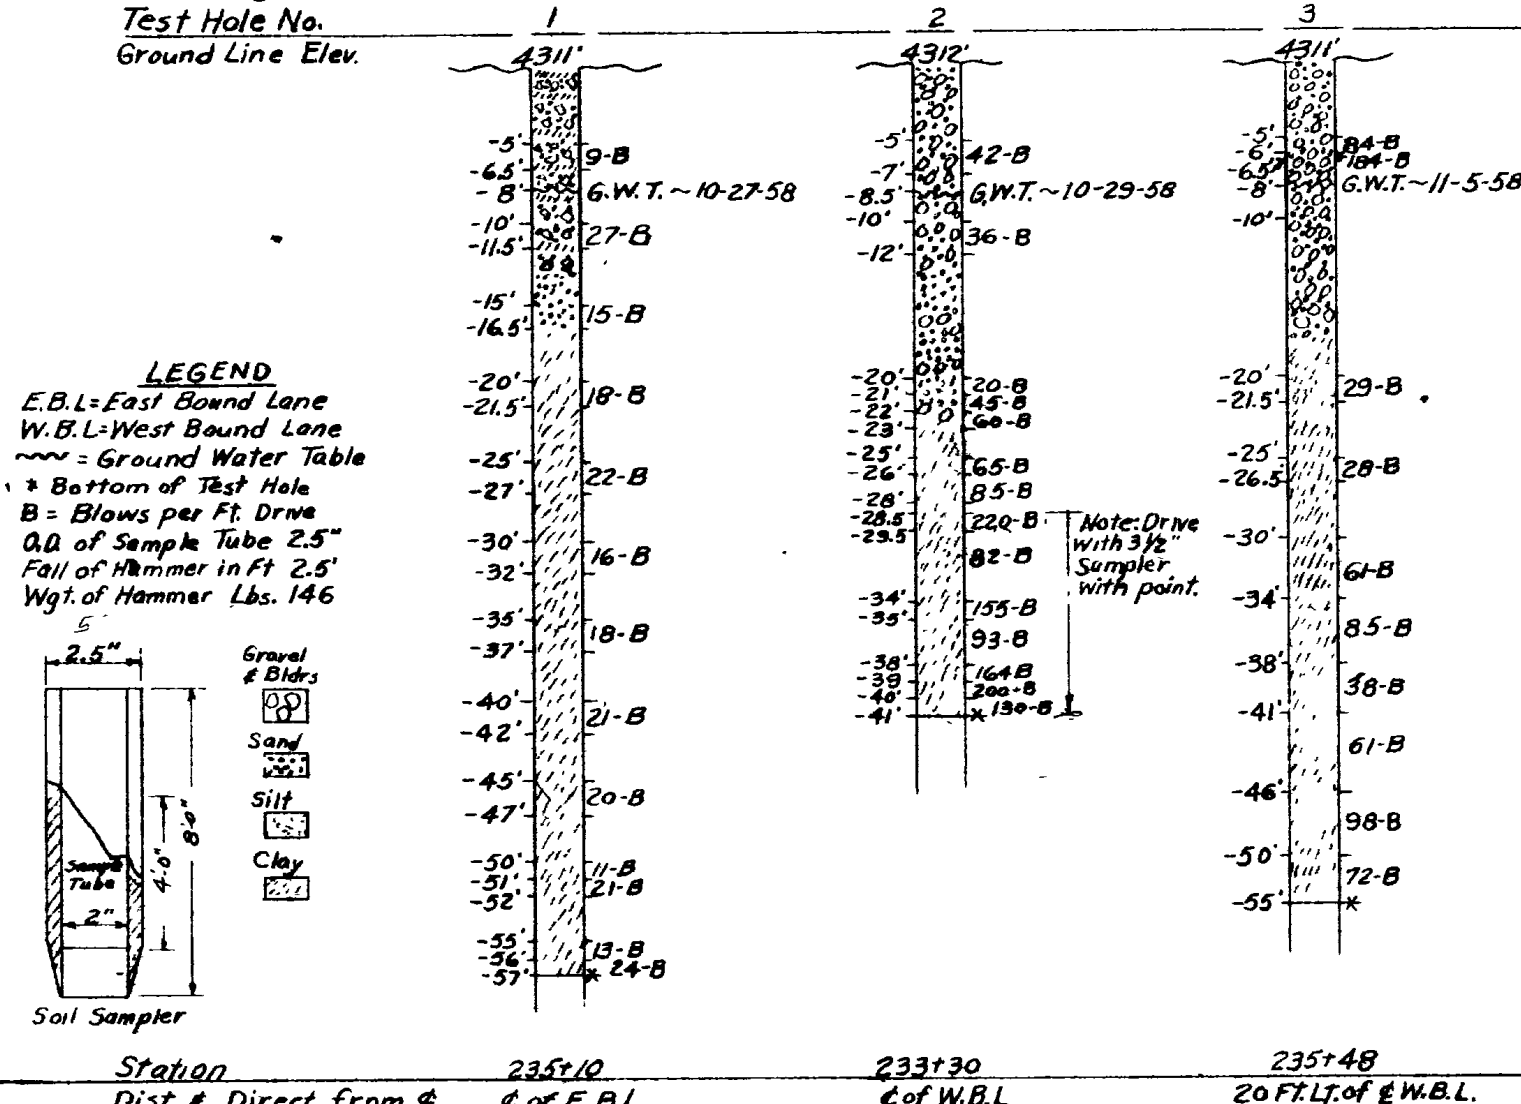 Test Hole No. 1 2 3
Ground Line Elev. 4311' 4312' 4311'
-5'
9-B
-6.5'
-8' G.W.T.~10-27-58
-10'
27-B
-11.5'
-15'
15-B
-16.5'
-20'
18-B
-21.5'
-25'
22-B
-27'
-30'
16-B
-32'
-35'
18-B
-37'
-40'
21-B
-42'
-45'
20-B
-47'
-50'
11-B
-51'
21-B
-52'
-55'
13-B
-56'
24-B
-57'
-5'
42-B
-7'
-8.5' G.W.T.~10-29-58
-10'
36-B
-12'
-20'
20-B
-21'
45-B
-22'
60-B
-23'
-25'
65-B
-26'
85-B
-28'
-28.5'
220-B
-29.5'
82-B
-34'
155-B
-35'
93-B
-38'
164B
-39
200-B
-40'
130-B
-41'
Note: Drive
with 3½"
Sampler
with point.
-5'
84-B
-6'
184-B
-6.5'
-8' G.W.T.~11-5-58
-10'
-20'
29-B
-21.5'
-25'
28-B
-26.5'
-30'
61-B
-34'
85-B
-38'
38-B
-41'
61-B
-46'
98-B
-50'
72-B
-55'
LEGEND
E.B.L=East Bound Lane
W.B.L=West Bound Lane
= Ground Water Table
* Bottom of Test Hole
B = Blows per Ft. Drive
O.D. of Sample Tube 2.5"
Fall of Hammer in Ft 2.5'
Wgt. of Hammer Lbs. 146
5
2.5"
8'-0"
4'-0"
Sample
Tube
2"
Soil Sampler
Gravel
& Bldrs
Sand
Silt
Clay
Station 235+10 233+30 235+48
Dist & Direct from ℄ ℄ of E.B.L ℄ of W.B.L 20 FT.LT. of ℄ W.B.L.